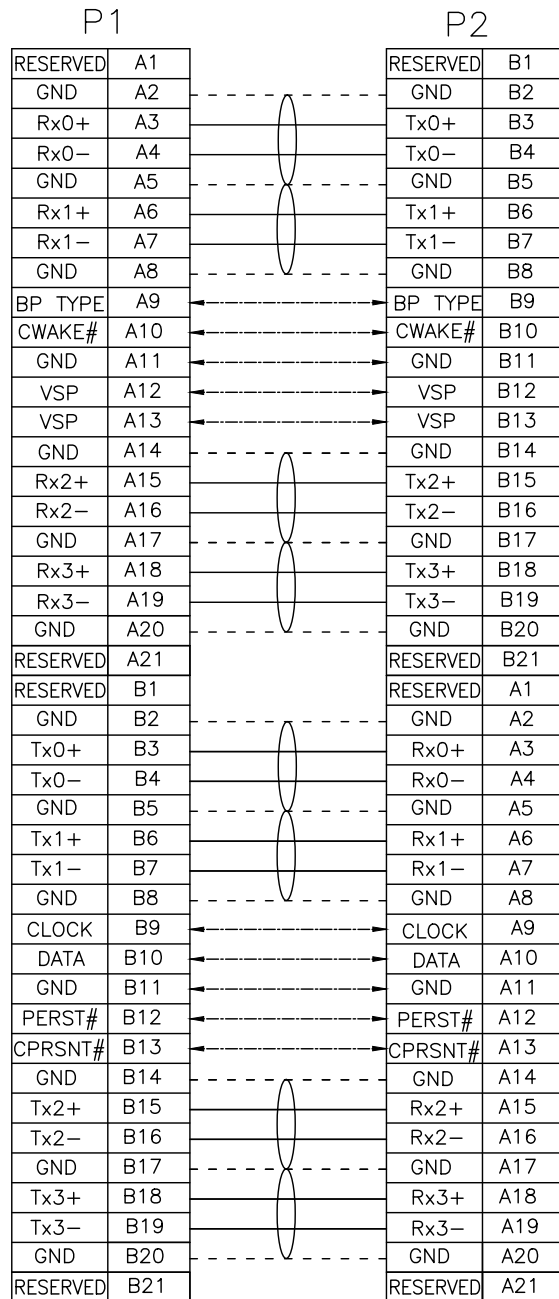 P1 P2
RESERVED A1 RESERVED B1
GND A2 GND B2
Rx0+ A3 Tx0+ B3
Rx0- A4 Tx0- B4
GND A5 GND B5
Rx1+ A6 Tx1+ B6
Rx1- A7 Tx1- B7
GND A8 GND B8
BP TYPE A9 BP TYPE B9
CWAKE# A10 CWAKE# B10
GND A11 GND B11
VSP A12 VSP B12
VSP A13 VSP B13
GND A14 GND B14
Rx2+ A15 Tx2+ B15
Rx2- A16 Tx2- B16
GND A17 GND B17
Rx3+ A18 Tx3+ B18
Rx3- A19 Tx3- B19
GND A20 GND B20
RESERVED A21 RESERVED B21
RESERVED B1 RESERVED A1
GND B2 GND A2
Tx0+ B3 Rx0+ A3
Tx0- B4 Rx0- A4
GND B5 GND A5
Tx1+ B6 Rx1+ A6
Tx1- B7 Rx1- A7
GND B8 GND A8
CLOCK B9 CLOCK A9
DATA B10 DATA A10
GND B11 GND A11
PERST# B12 PERST# A12
CPRSNT# B13 CPRSNT# A13
GND B14 GND A14
Tx2+ B15 Rx2+ A15
Tx2- B16 Rx2- A16
GND B17 GND A17
Tx3+ B18 Rx3+ A18
Tx3- B19 Rx3- A19
GND B20 GND A20
RESERVED B21 RESERVED A21